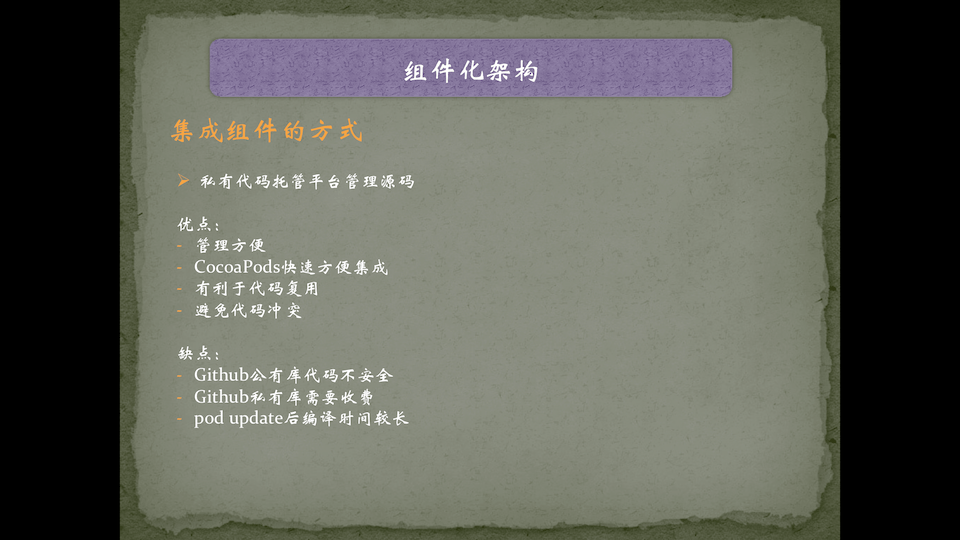 组件化架构
集成组件的方式
➢ 私有代码托管平台管理源码
优点：
- 管理方便
- CocoaPods快速方便集成
- 有利于代码复用
- 避免代码冲突
缺点：
- Github公有库代码不安全
- Github私有库需要收费
- pod update后编译时间较长